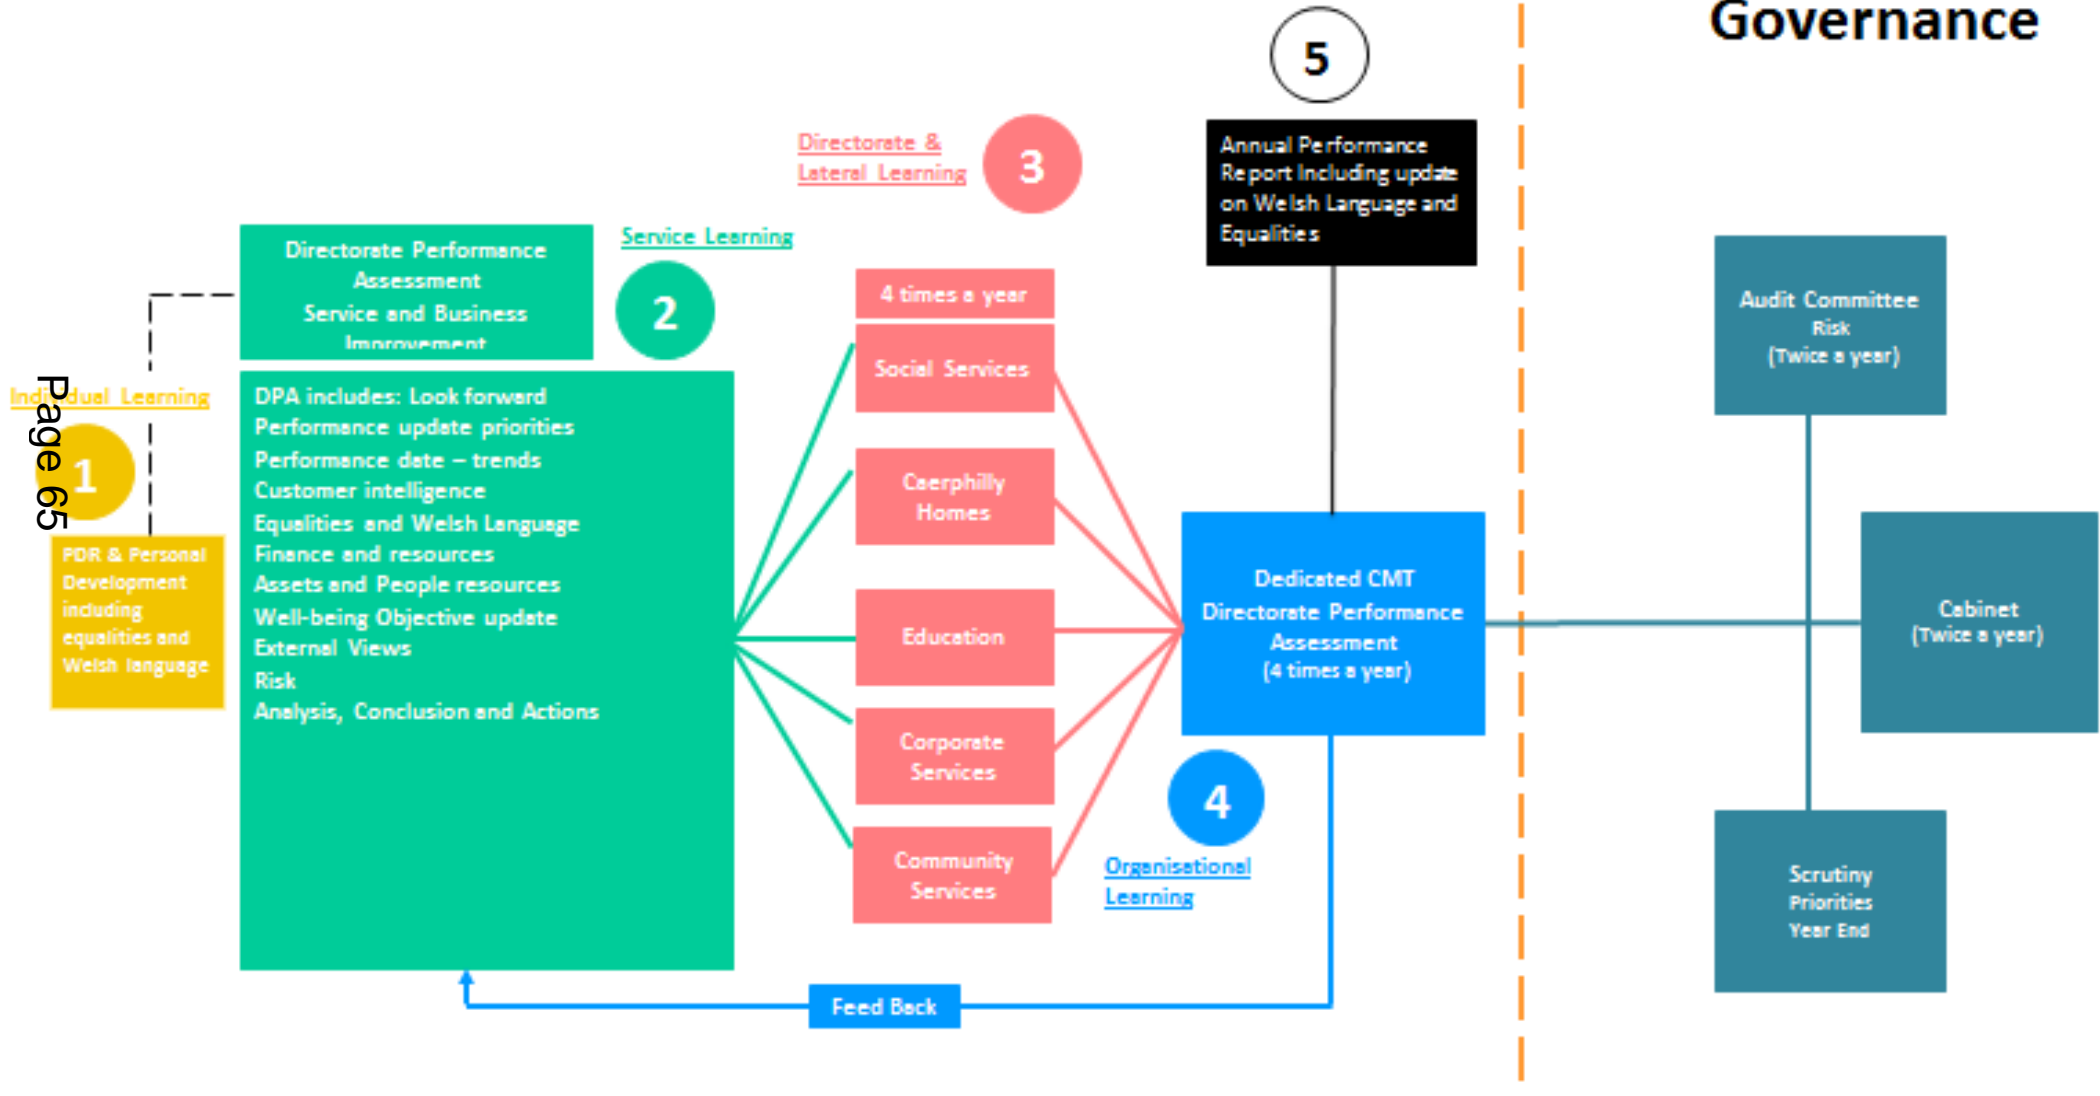 Governance
5
Annual Performance
Report Including update
on Welsh Language and
Equalities
Directorate &
Lateral Learning
3
Service Learning
2
Directorate Performance
Assessment
Service and Business
Improvement
Individual Learning
1
Page 65
PDR & Personal
Development
including
equalities and
Welsh language
DPA includes: Look forward
Performance update priorities
Performance date – trends
Customer intelligence
Equalities and Welsh Language
Finance and resources
Assets and People resources
Well-being Objective update
External Views
Risk
Analysis, Conclusion and Actions
4 times a year
Social Services
Caerphilly
Homes
Education
Corporate
Services
Community
Services
Dedicated CMT
Directorate Performance
Assessment
(4 times a year)
4
Organisational
Learning
Feed Back
Audit Committee
Risk
(Twice a year)
Cabinet
(Twice a year)
Scrutiny
Priorities
Year End